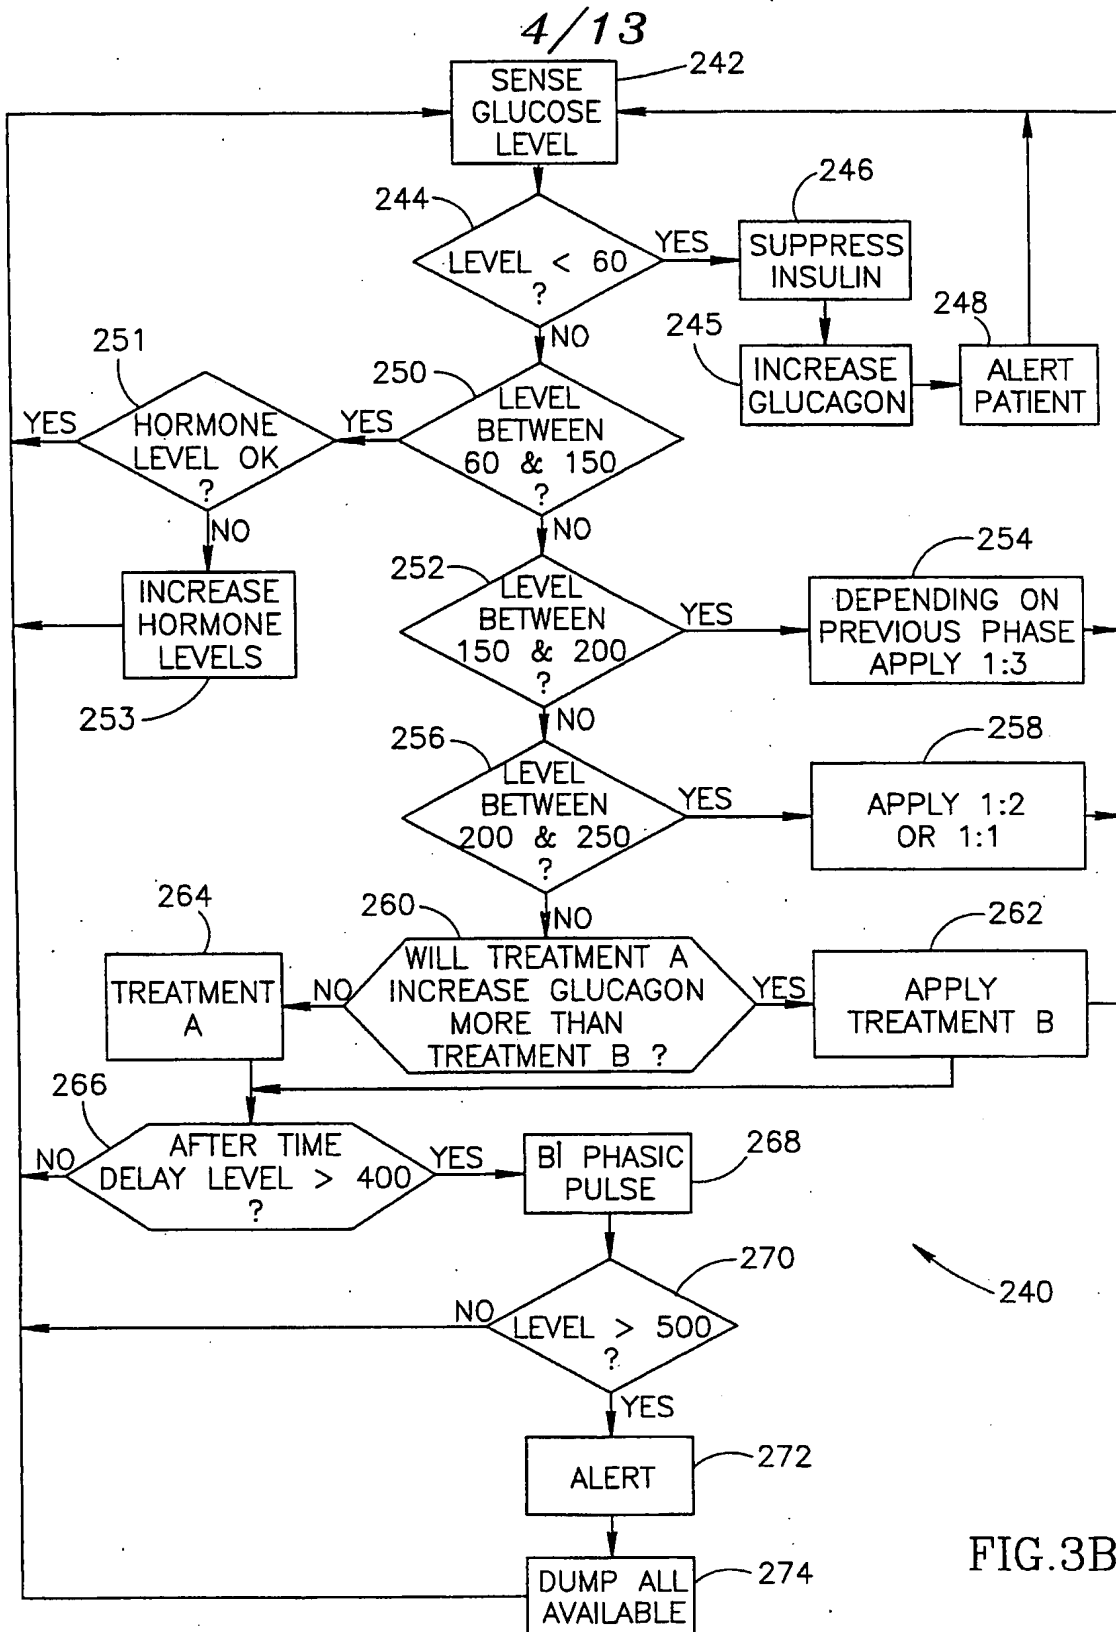 4/13
SENSE
GLUCOSE
LEVEL
242
244
LEVEL < 60
?
YES
246
SUPPRESS
INSULIN
NO
245
INCREASE
GLUCAGON
248
ALERT
PATIENT
251
YES
HORMONE
LEVEL OK
?
YES
250
LEVEL
BETWEEN
60 & 150
?
NO
NO
INCREASE
HORMONE
LEVELS
253
252
LEVEL
BETWEEN
150 & 200
?
YES
254
DEPENDING ON
PREVIOUS PHASE
APPLY 1:3
NO
256
LEVEL
BETWEEN
200 & 250
?
YES
258
APPLY 1:2
OR 1:1
NO
264
TREATMENT
A
NO
260
WILL TREATMENT A
INCREASE GLUCAGON
MORE THAN
TREATMENT B ?
YES
262
APPLY
TREATMENT B
266
NO
AFTER TIME
DELAY LEVEL > 400
?
YES
BI PHASIC
PULSE
268
270
NO
LEVEL > 500
?
240
YES
ALERT
272
DUMP ALL
AVAILABLE
274
FIG.3B